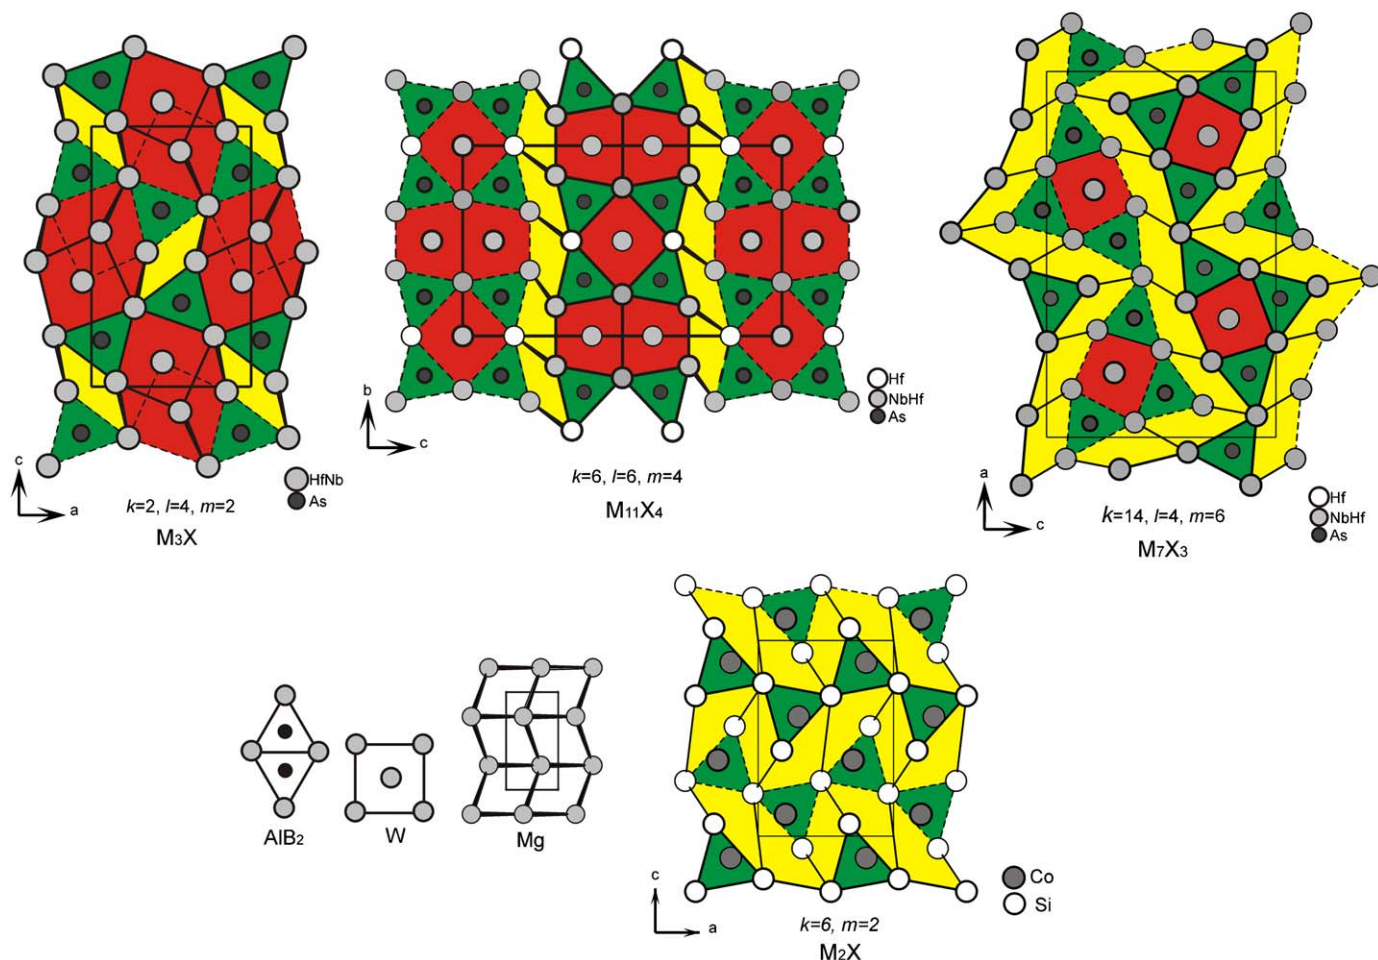 c
a
HfNb
As
k=2, l=4, m=2
M3X
b
c
Hf
NbHf
As
k=6, l=6, m=4
M11X4
a
c
Hf
NbHf
As
k=14, l=4, m=6
M7X3
AlB2
W
Mg
c
a
Co
Si
k=6, m=2
M2X